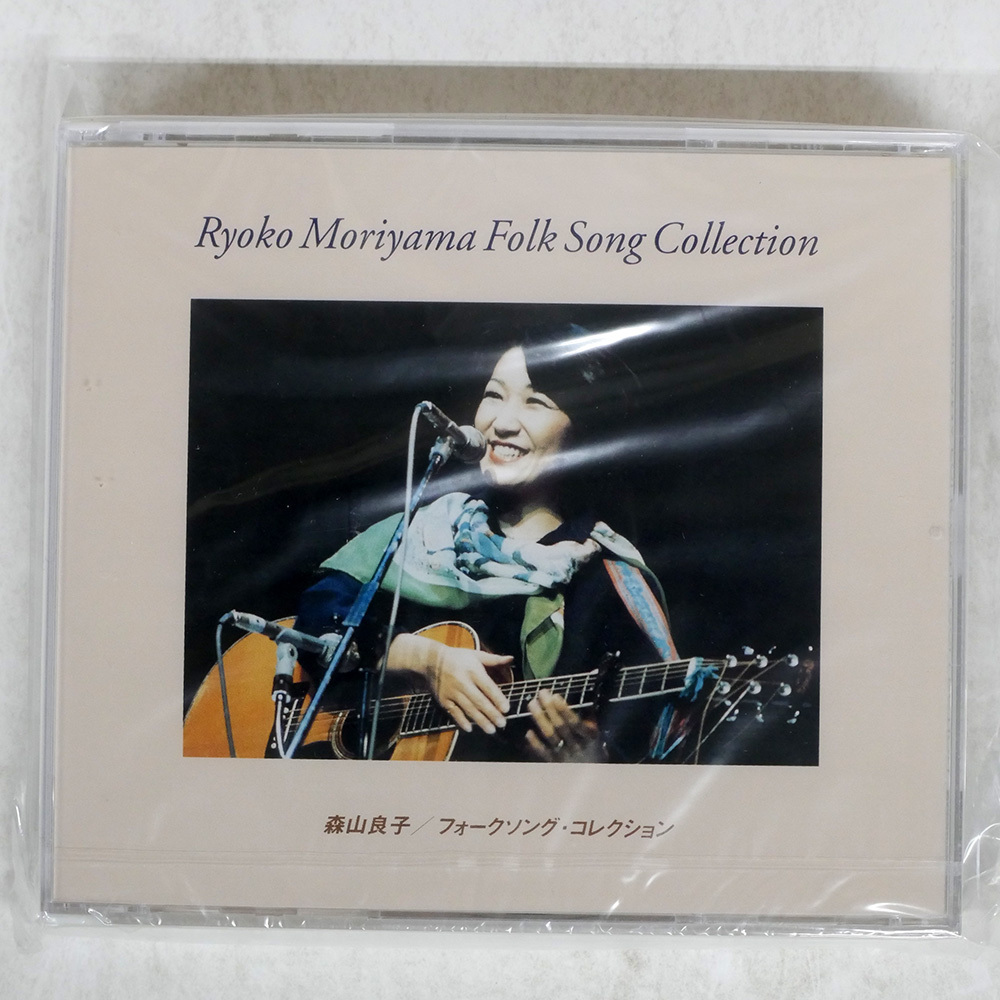 Ryoko Moriyama Folk Song Collection
森山良子／フォークソング・コレクション